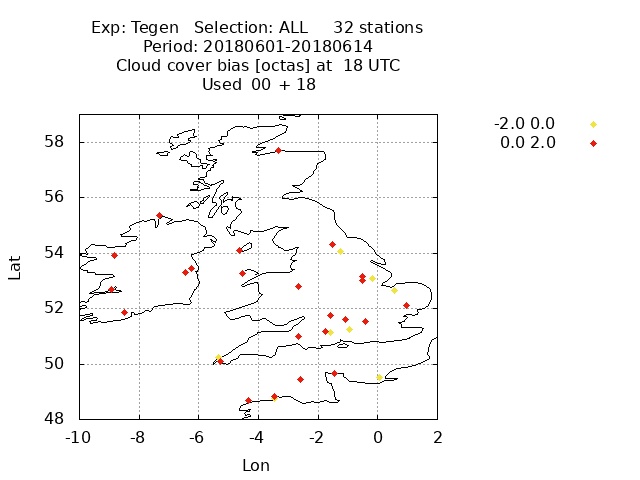 Exp: Tegen   Selection: ALL     32 stations
Period: 20180601-20180614
Cloud cover bias [octas] at  18 UTC
Used  00  + 18
-2.0 0.0
0.0 2.0
58
56
54
52
50
48
Lat
-10 -8 -6 -4 -2 0 2
Lon